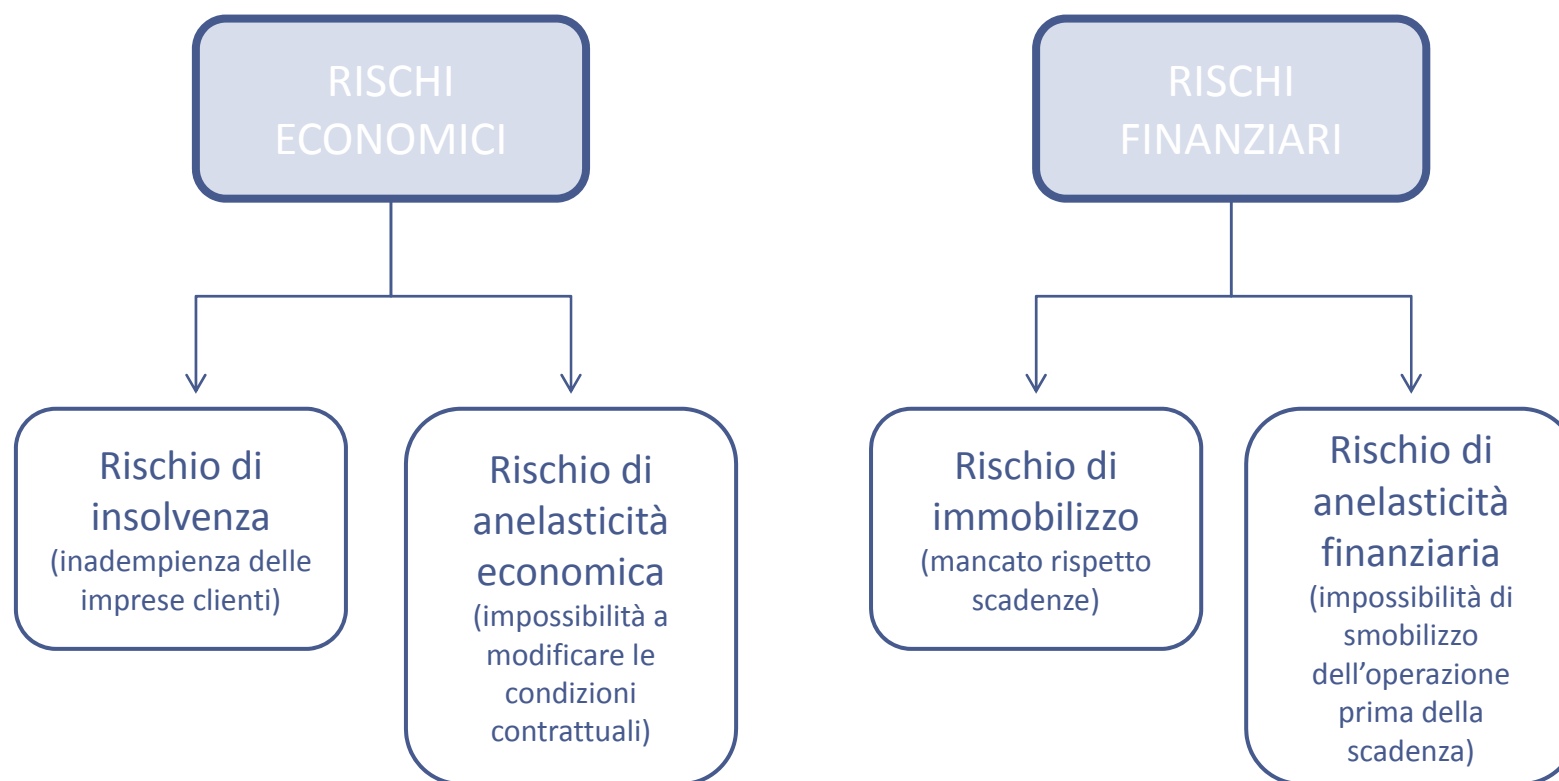 RISCHI
ECONOMICI
RISCHI
FINANZIARI
Rischio di
insolvenza
(inadempienza delle
imprese clienti)
Rischio di
anelasticità
economica
(impossibilità a
modificare le
condizioni
contrattuali)
Rischio di
immobilizzo
(mancato rispetto
scadenze)
Rischio di
anelasticità
finanziaria
(impossibilità di
smobilizzo
dell’operazione
prima della
scadenza)